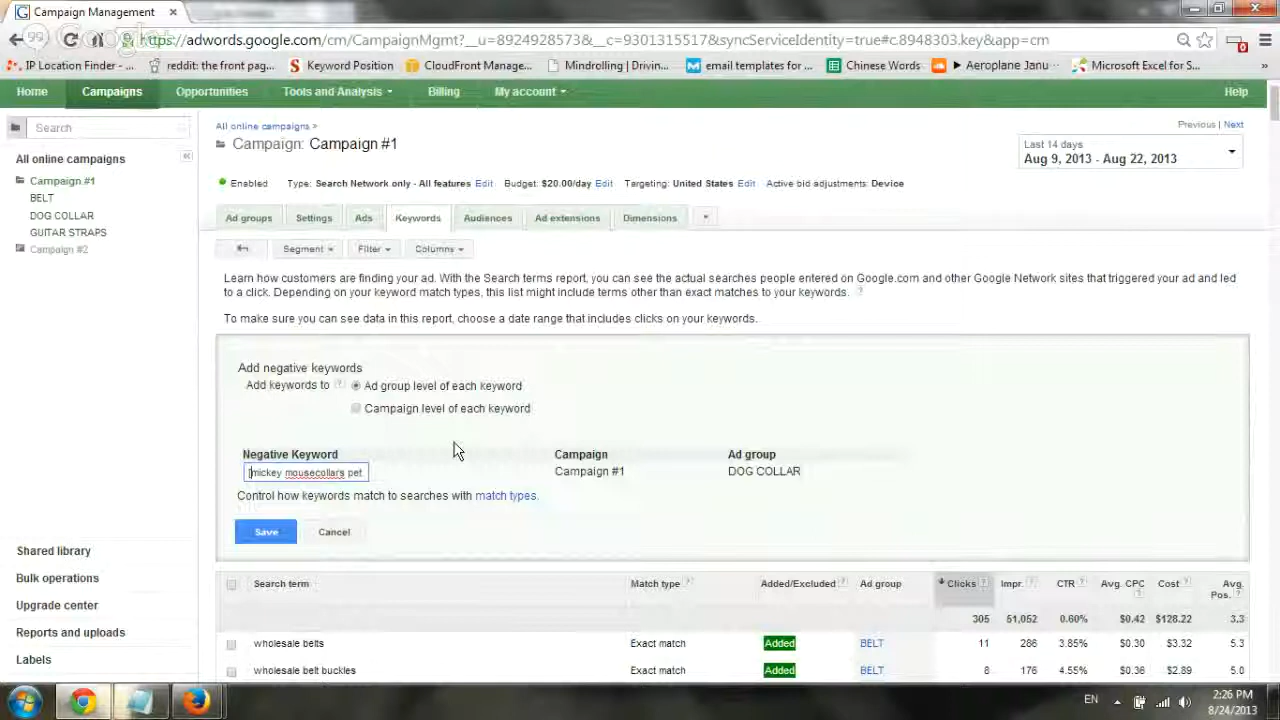 Campaign Management
99
https://adwords.google.com/cm/CampaignMgmt?__u=8924928573&__c=9301315517&syncServiceIdentity=true#c.8948303.key&app=cm
IP Location Finder - ... reddit: the front pag... Keyword Position CloudFront Manage... Mindrolling | Drivin... email templates for ... Chinese Words ► Aeroplane Janu ... Microsoft Excel for S... »
Home Campaigns Opportunities Tools and Analysis My account Billing Help
Search
All online campaigns
Campaign #1
BELT
DOG COLLAR
GUITAR STRAPS
Campaign #2
Shared library
Bulk operations
Upgrade center
Reports and uploads
Labels
All online campaigns >
Previous | Next
Campaign: Campaign #1
Last 14 days
Aug 9, 2013 - Aug 22, 2013
Enabled Type: Search Network only - All features Edit Budget: $20.00/day Edit Targeting: United States Edit Active bid adjustments: Device
Ad groups Settings Ads Keywords Audiences Ad extensions Dimensions
Segment Filter Columns
Learn how customers are finding your ad. With the Search terms report, you can see the actual searches people entered on Google.com and other Google Network sites that triggered your ad and led
to a click. Depending on your keyword match types, this list might include terms other than exact matches to your keywords. ?
To make sure you can see data in this report, choose a date range that includes clicks on your keywords.
Add negative keywords
Add keywords to ? Ad group level of each keyword
Campaign level of each keyword
Negative Keyword Campaign Ad group
mickey mousecollars pet Campaign #1 DOG COLLAR
Control how keywords match to searches with match types.
Save Cancel
Search term Match type ? Added/Excluded ? Ad group Clicks ? Impr. ? CTR ? Avg. CPC ? Cost ? Avg. Pos. ?
305 51,052 0.60% $0.42 $128.22 3.3
wholesale belts Exact match Added BELT 11 286 3.85% $0.30 $3.32 5.3
wholesale belt buckles Exact match Added BELT 8 176 4.55% $0.36 $2.89 5.0
EN 2:26 PM
8/24/2013